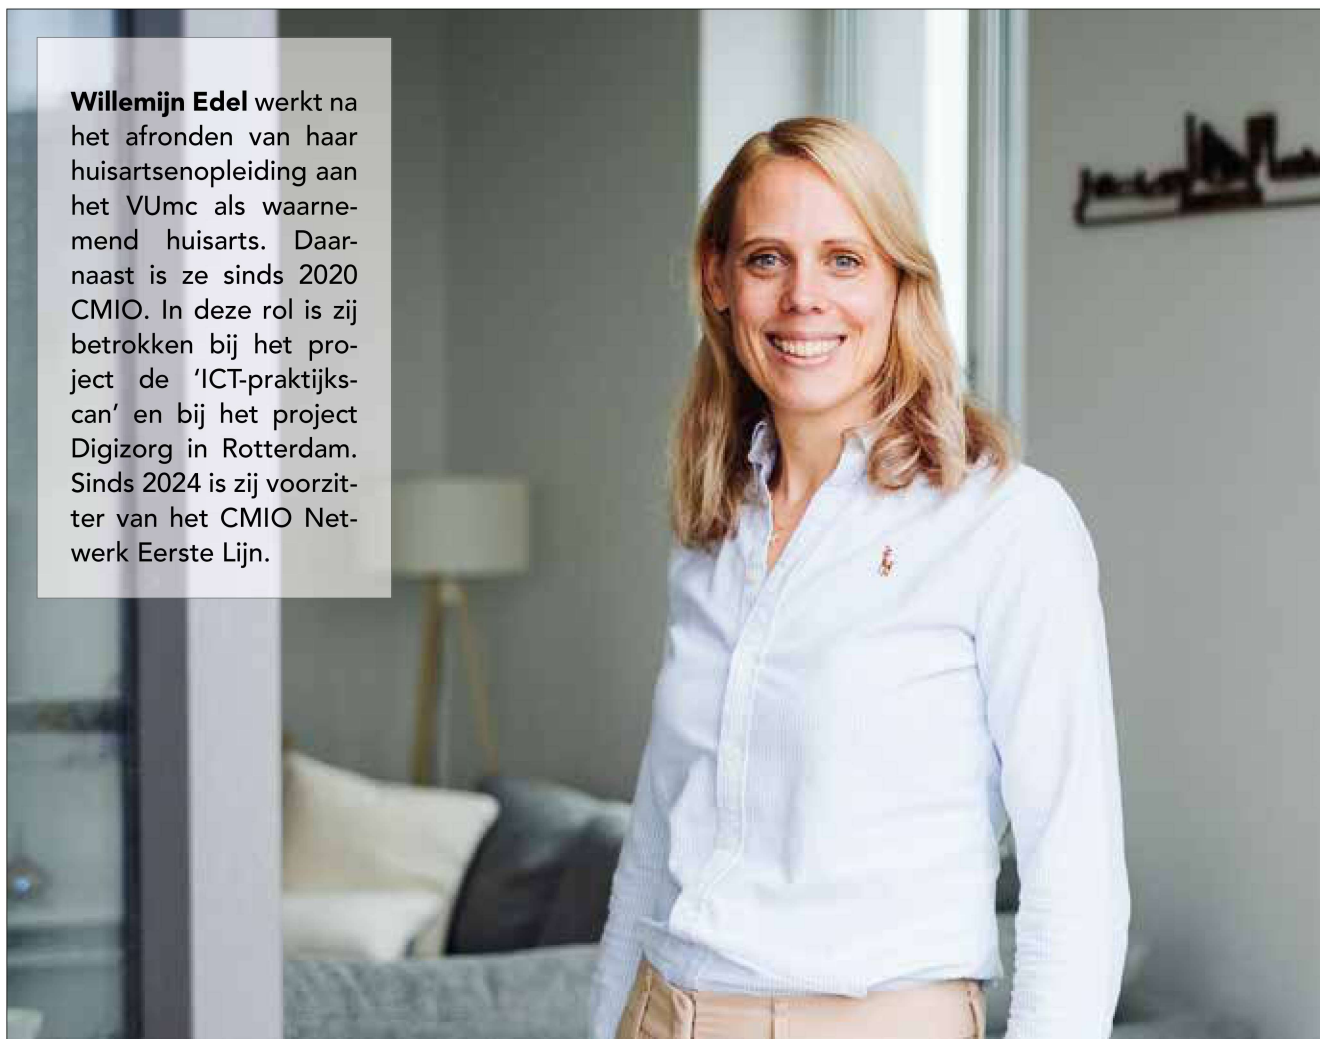 Willemijn Edel werkt na
het afronden van haar
huisartsenopleiding aan
het VUmc als waarne-
mend huisarts. Daar-
naast is ze sinds 2020
CMIO. In deze rol is zij
betrokken bij het pro-
ject de ‘ICT-praktijks-
can’ en bij het project
Digizorg in Rotterdam.
Sinds 2024 is zij voorzit-
ter van het CMIO Net-
werk Eerste Lijn.